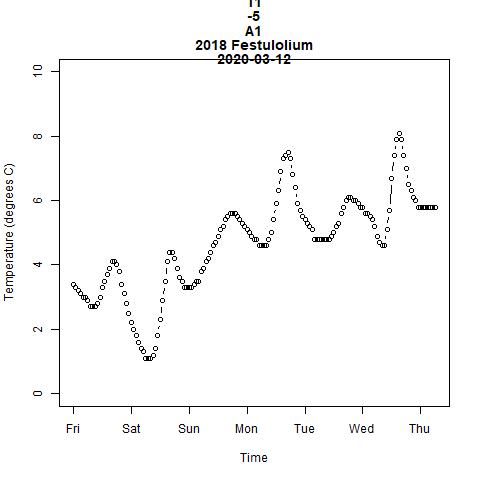 T1
-5
A1
2018 Festulolium
2020-03-12
10
8
6
4
2
0
Temperature (degrees C)
Fri Sat Sun Mon Tue Wed Thu
Time